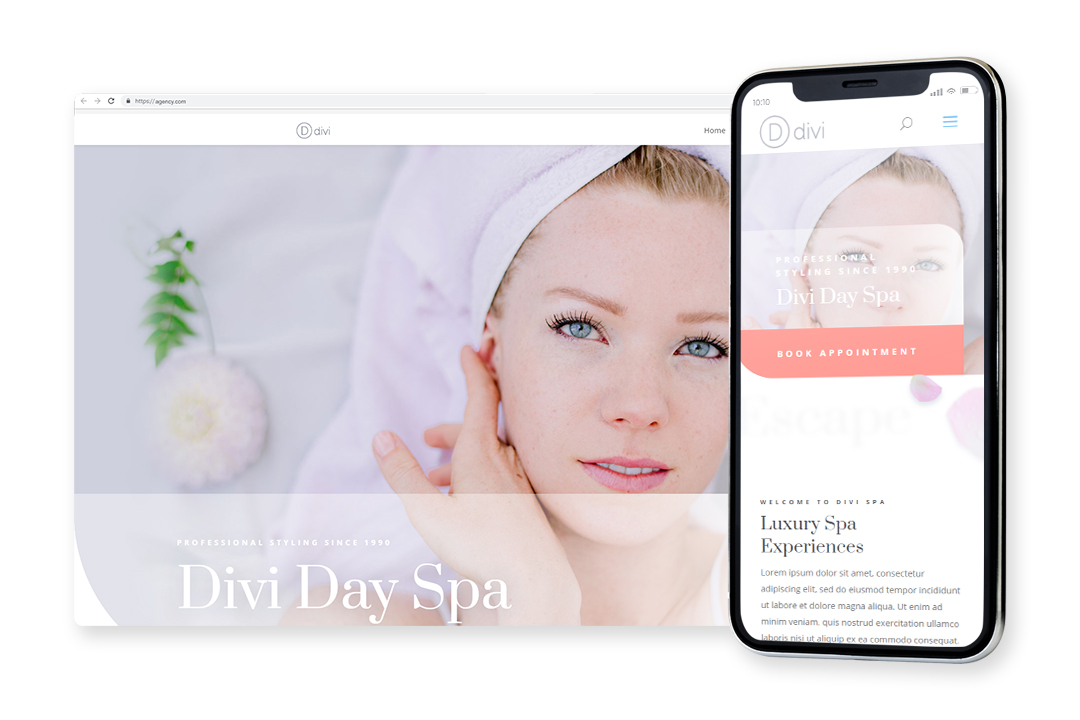 https://agency.com
D divi
Home
PROFESSIONAL STYLING SINCE 1990
Divi Day Spa
10:10
D divi
PROFESSIONAL
STYLING SINCE 1990
Divi Day Spa
BOOK APPOINTMENT
Escape
WELCOME TO DIVI SPA
Luxury Spa
Experiences
Lorem ipsum dolor sit amet, consectetur
adipiscing elit, sed do eiusmod tempor incididunt
ut labore et dolore magna aliqua. Ut enim ad
minim veniam, quis nostrud exercitation ullamco
laboris nisi ut aliquip ex ea commodo consequat.